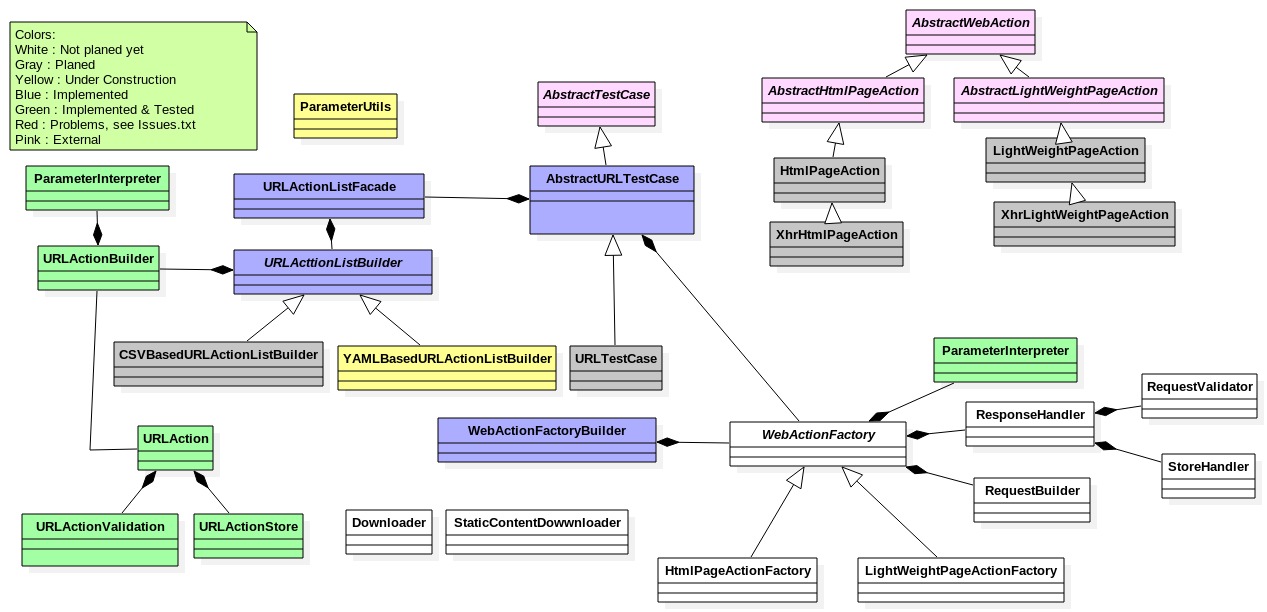 Colors:
White : Not planed yet
Gray : Planed
Yellow : Under Construction
Blue : Implemented
Green : Implemented & Tested
Red : Problems, see Issues.txt
Pink : External
ParameterUtils
AbstractTestCase
AbstractWebAction
AbstractHtmlPageAction
AbstractLightWeightPageAction
LightWeightPageAction
HtmlPageAction
XhrLightWeightPageAction
XhrHtmlPageAction
ParameterInterpreter
URLActionListFacade
AbstractURLTestCase
URLActionBuilder
URLActtionListBuilder
CSVBasedURLActionListBuilder
YAMLBasedURLActionListBuilder
URLTestCase
ParameterInterpreter
RequestValidator
ResponseHandler
URLAction
WebActionFactoryBuilder
WebActionFactory
StoreHandler
RequestBuilder
URLActionValidation
URLActionStore
Downloader
StaticContentDowwnloader
HtmlPageActionFactory
LightWeightPageActionFactory